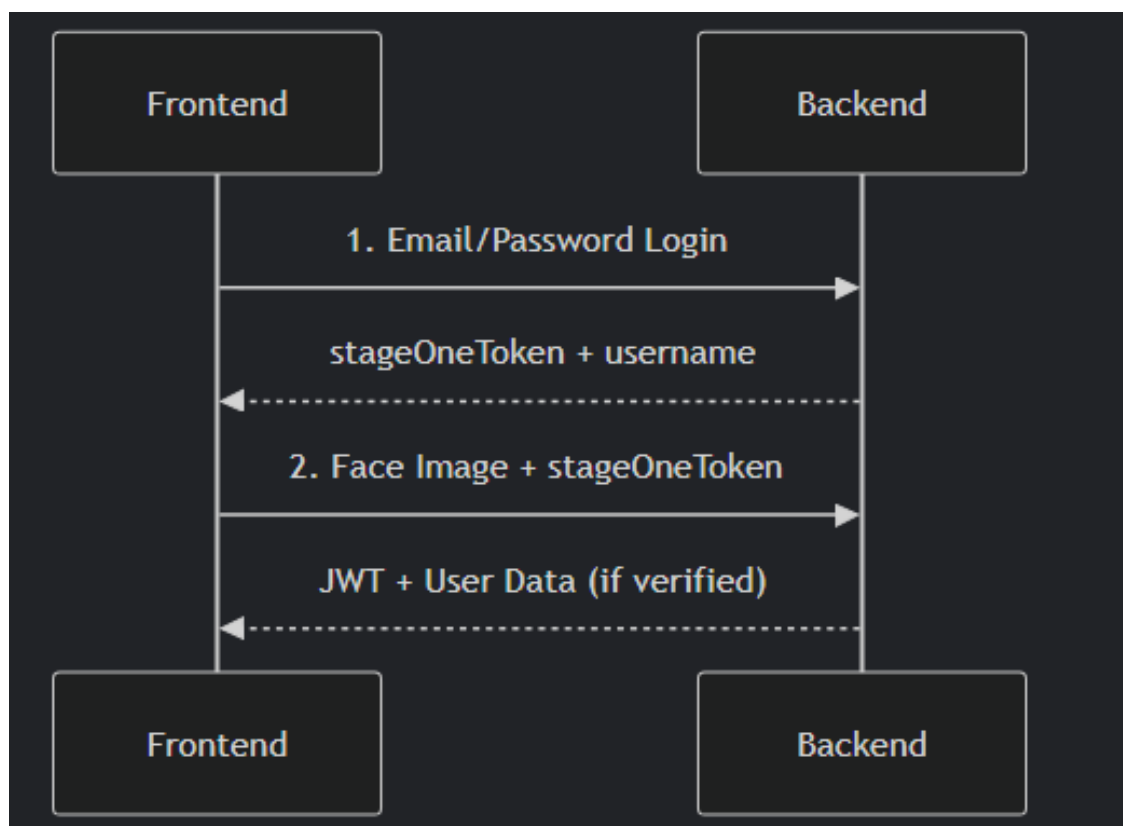 Frontend
Backend
1. Email/Password Login
stageOneToken + username
2. Face Image + stageOneToken
JWT + User Data (if verified)
Frontend
Backend